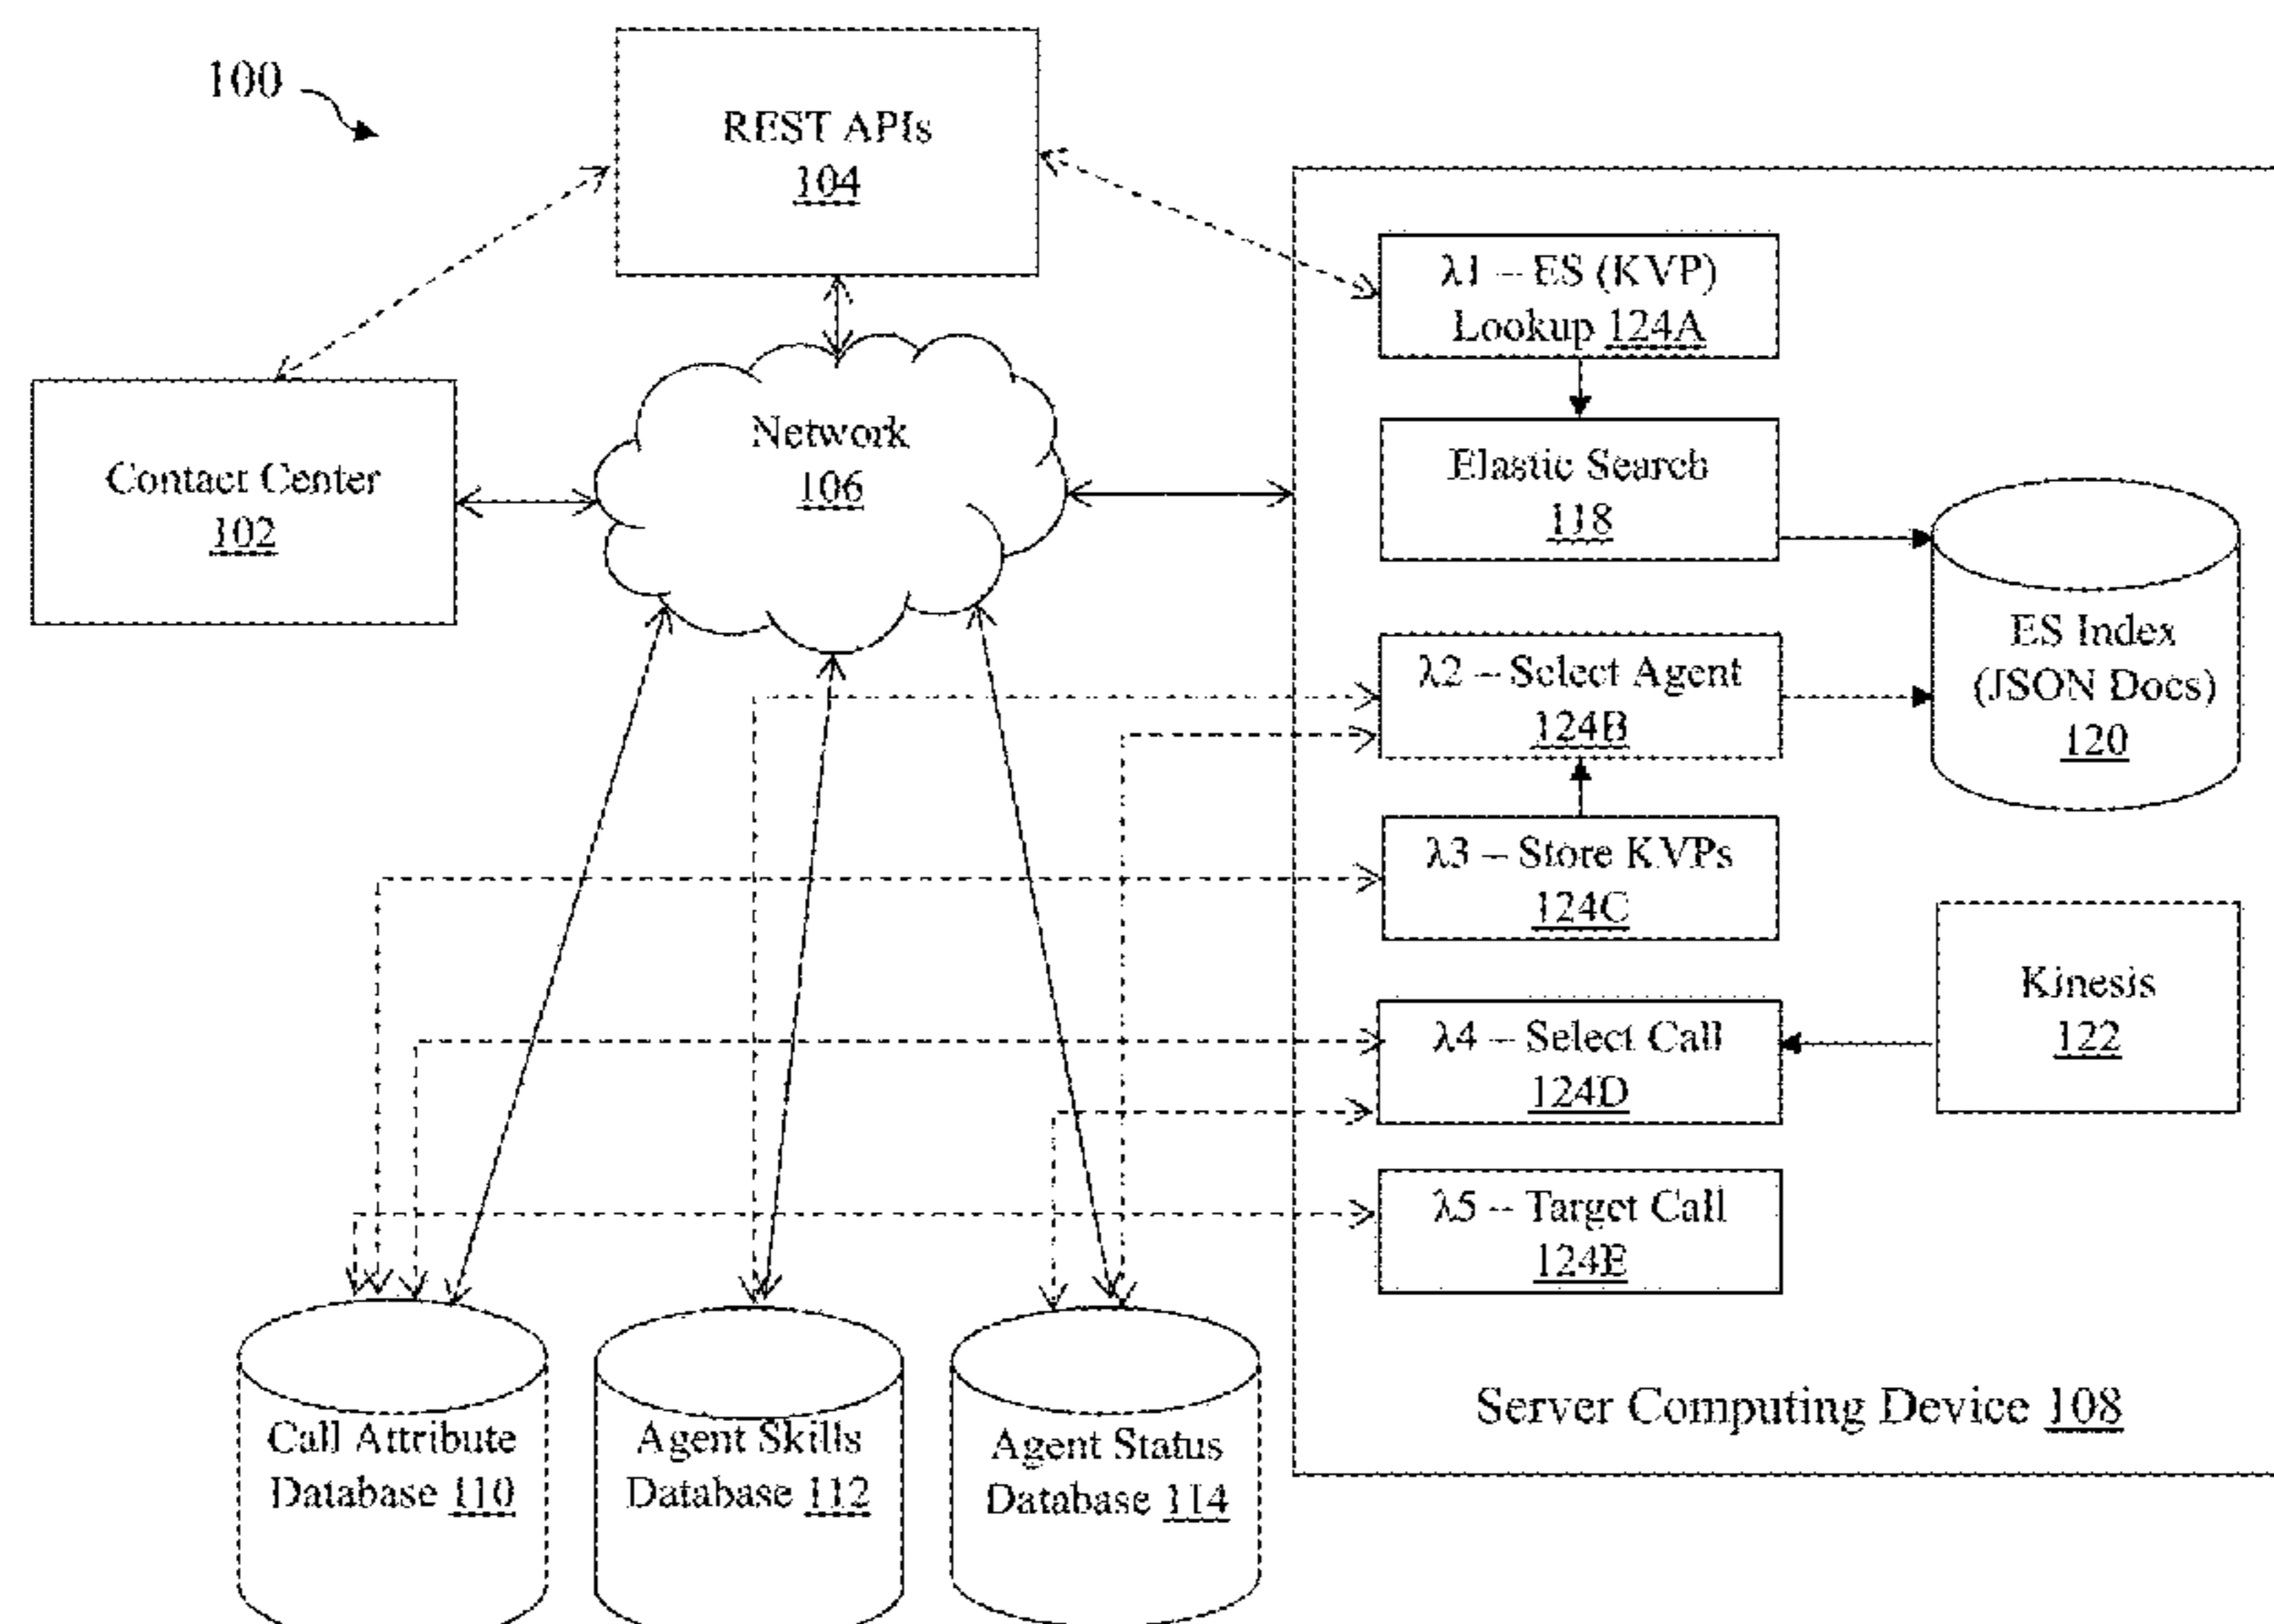 100
REST APIs
104
λ1 – ES (KVP)
Lookup 124A
Network
106
Elastic Search
118
Contact Center
102
ES Index
(JSON Docs)
120
λ2 – Select Agent
124B
λ3 – Store KVPs
124C
Kinesis
122
λ4 – Select Call
124D
λ5 – Target Call
124E
Server Computing Device 108
Call Attribute
Database 110
Agent Skills
Database 112
Agent Status
Database 114